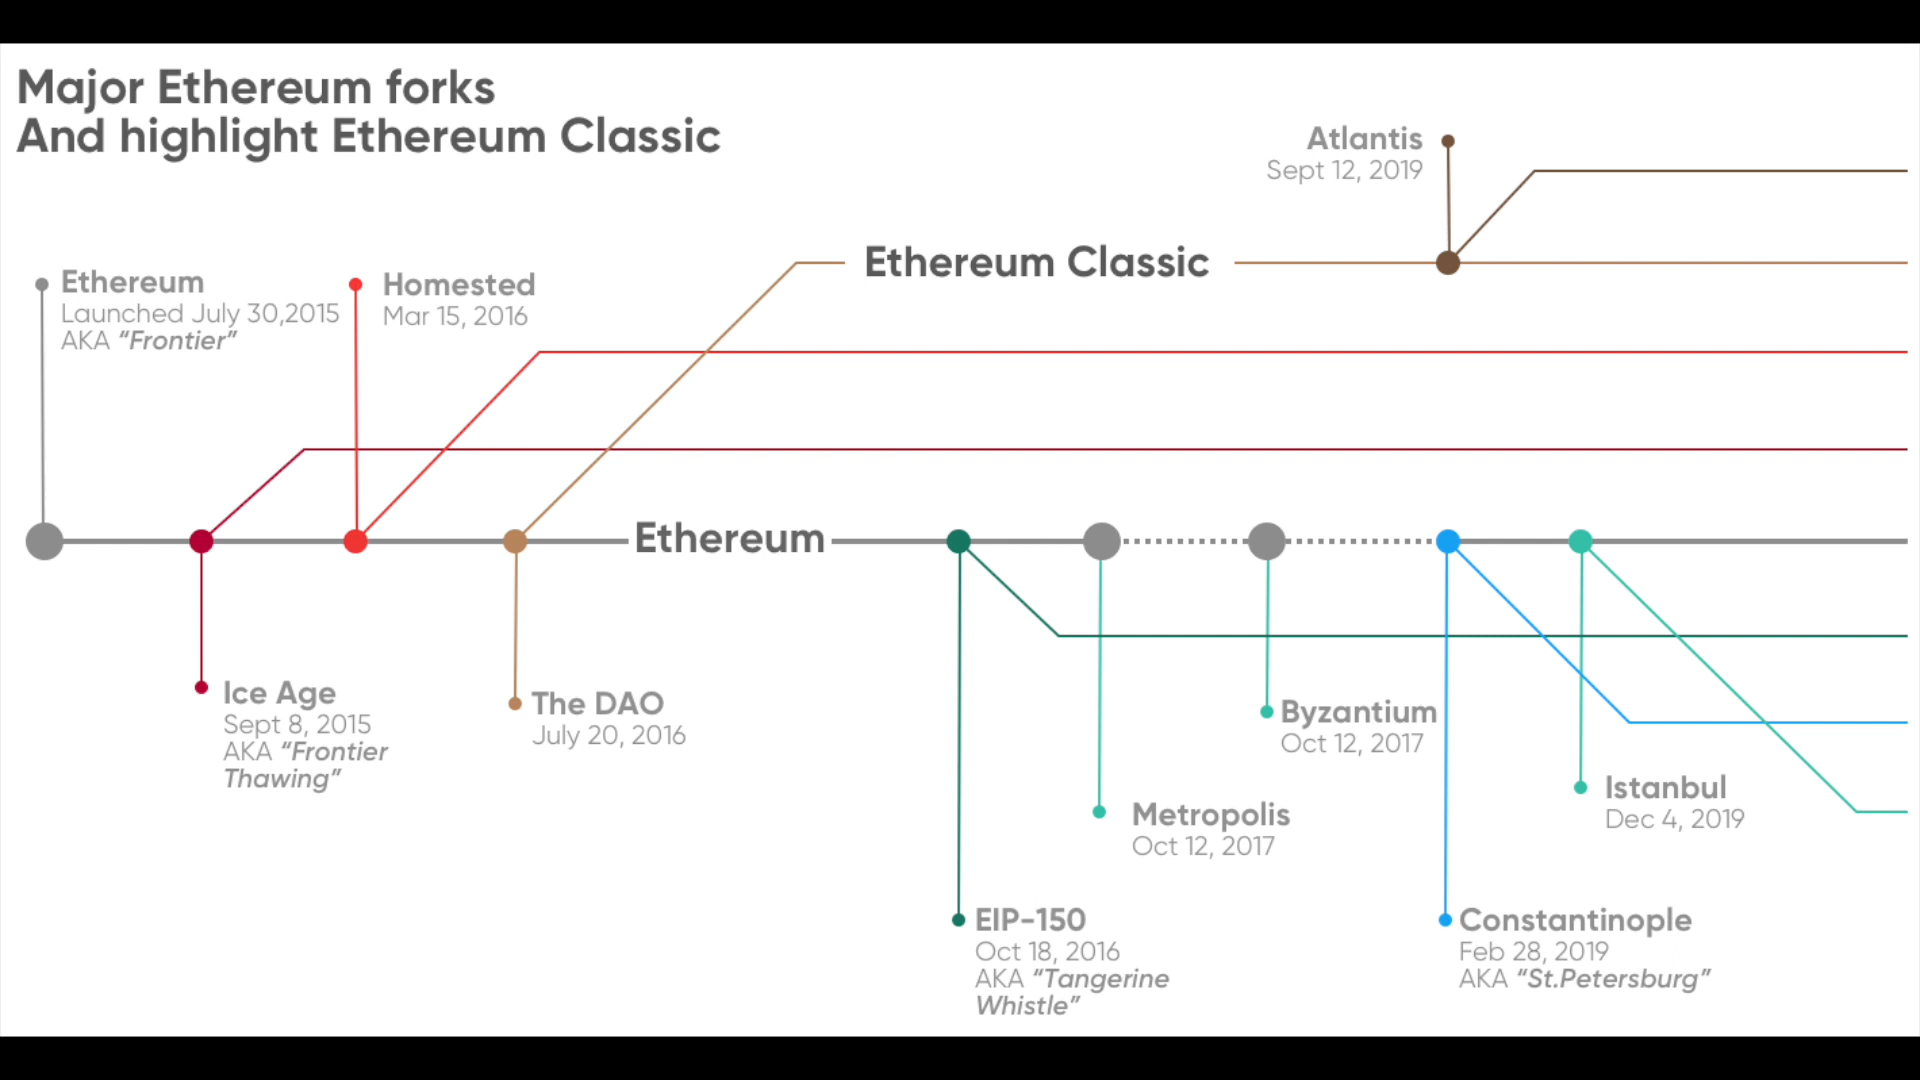 Major Ethereum forks
And highlight Ethereum Classic
Atlantis
Sept 12, 2019
Ethereum Classic
Ethereum
Launched July 30,2015
AKA “Frontier”
Homested
Mar 15, 2016
Ethereum
Ice Age
Sept 8, 2015
AKA “Frontier
Thawing”
The DAO
July 20, 2016
Byzantium
Oct 12, 2017
Metropolis
Oct 12, 2017
Istanbul
Dec 4, 2019
EIP-150
Oct 18, 2016
AKA “Tangerine
Whistle”
Constantinople
Feb 28, 2019
AKA “St.Petersburg”